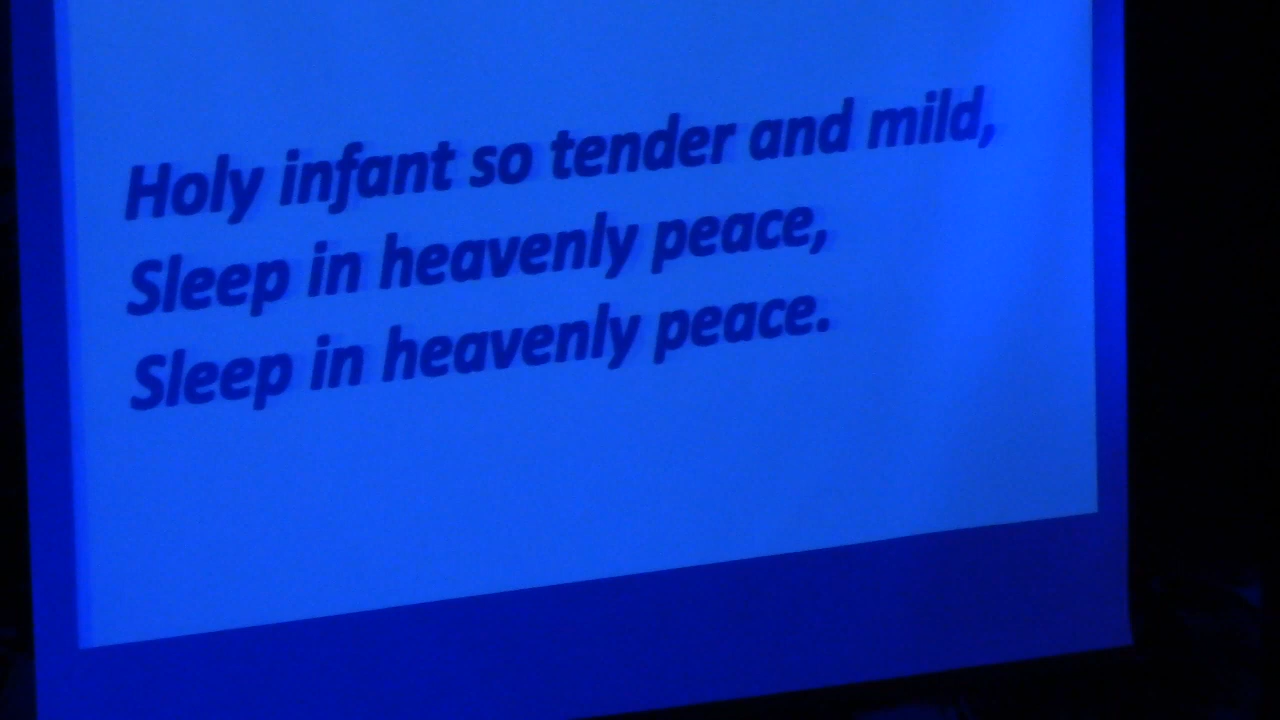 Holy infant so tender and mild,
Sleep in heavenly peace,
Sleep in heavenly peace.